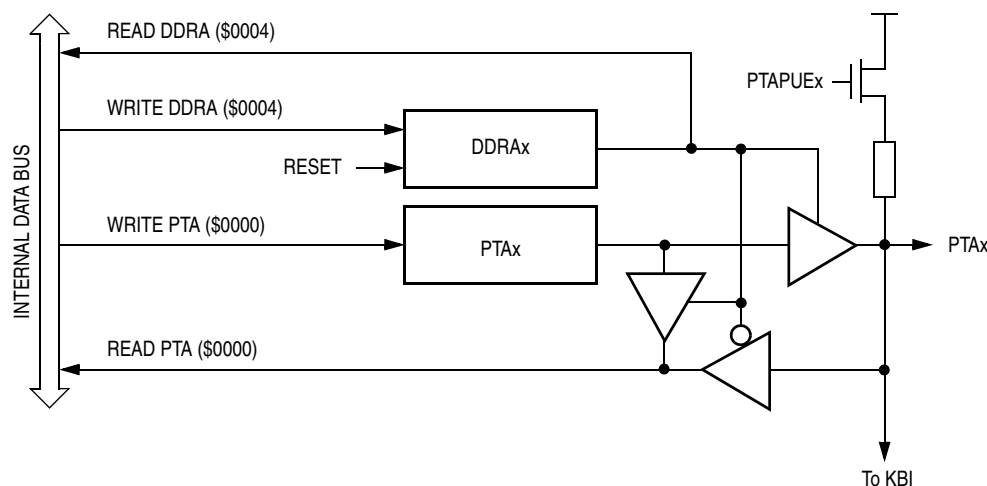 READ DDRA ($0004)
PTAPUEx
WRITE DDRA ($0004)
DDRAx
RESET
INTERNAL DATA BUS
WRITE PTA ($0000)
PTAx
PTAx
READ PTA ($0000)
To KBI